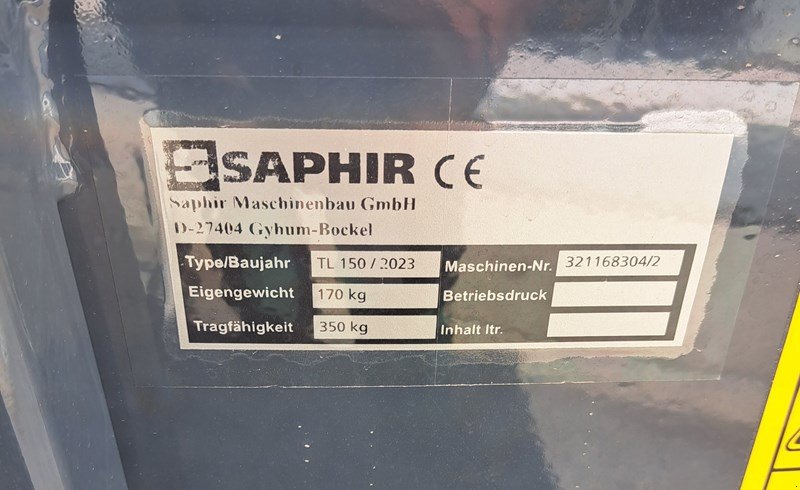 SAPHIR CE
Saphir Maschinenbau GmbH
D-27404 Gyhum-Bockel
Type/Baujahr TL 150 / 2023 Maschinen-Nr. 321168304/2
Eigengewicht 170 kg Betriebsdruck
Tragfähigkeit 350 kg Inhalt ltr.